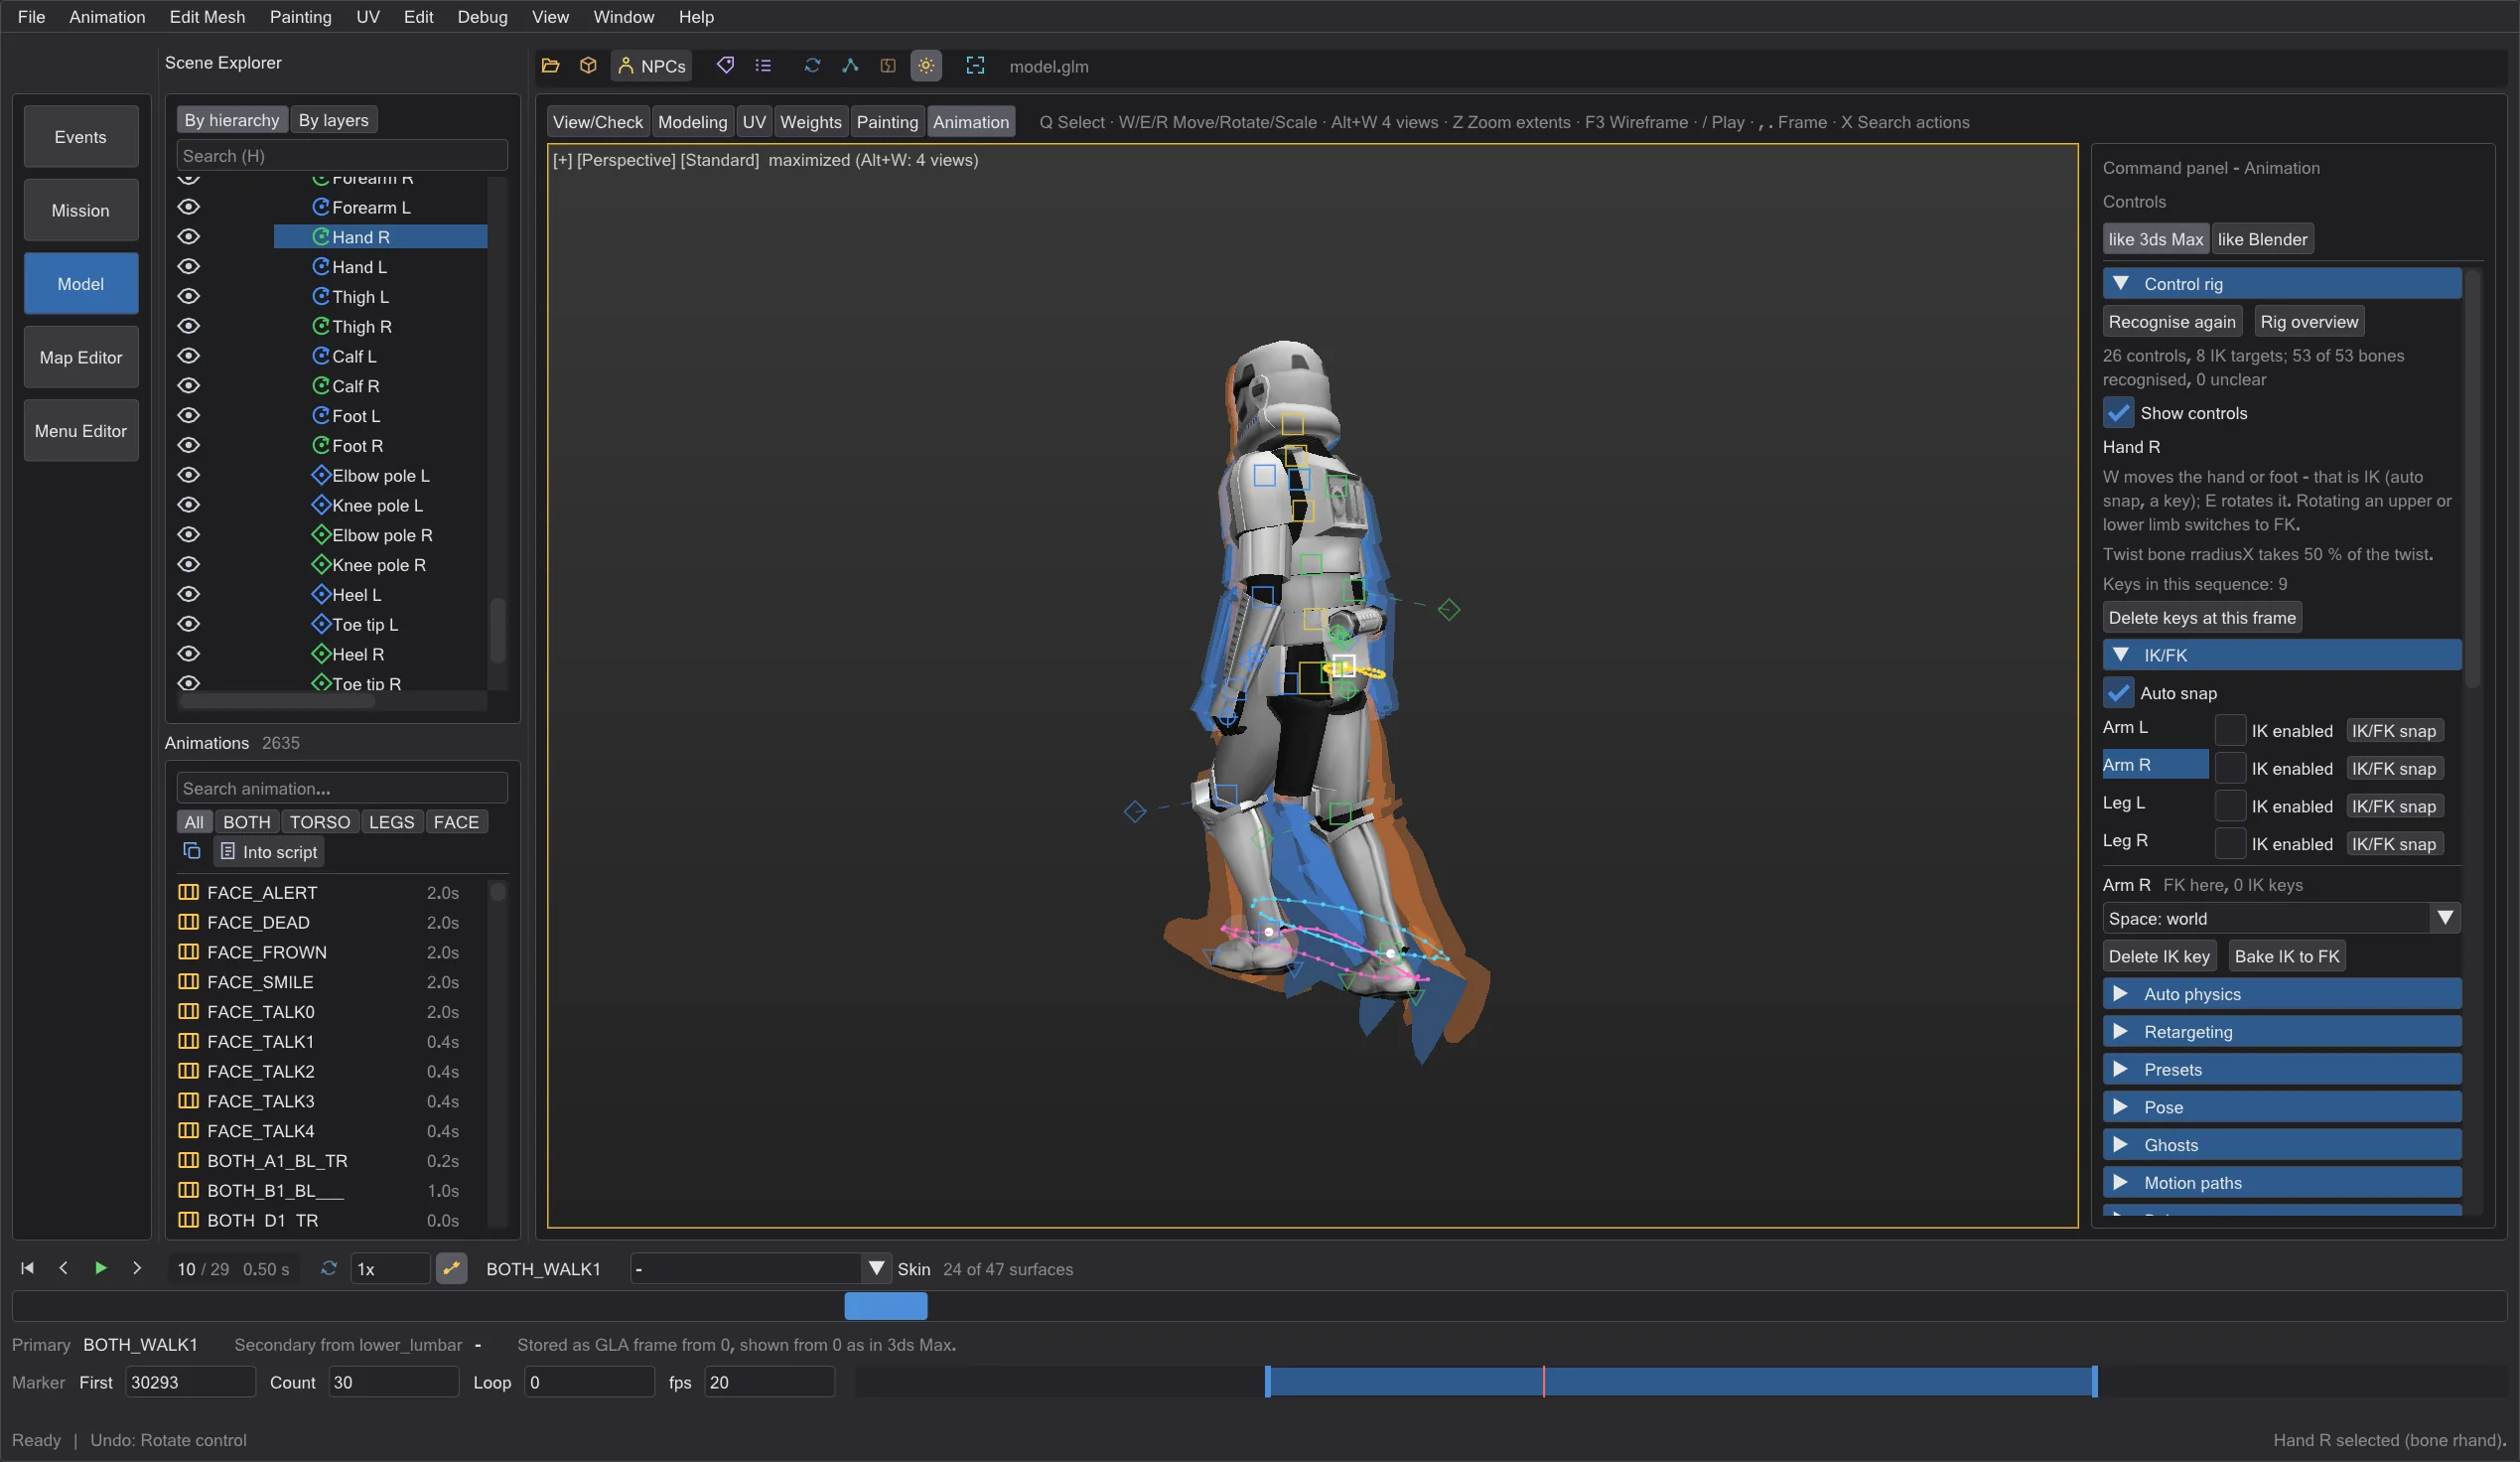 File Animation Edit Mesh Painting UV Edit Debug View Window Help
Scene Explorer
NPCs
model.glm
Events
Mission
Model
Map Editor
Menu Editor
By hierarchy By layers
Search (H)
Forearm R
Forearm L
Hand R
Hand L
Thigh L
Thigh R
Calf L
Calf R
Foot L
Foot R
Elbow pole L
Knee pole L
Elbow pole R
Knee pole R
Heel L
Toe tip L
Heel R
Toe tip R
Animations 2635
Search animation...
All BOTH TORSO LEGS FACE
Into script
FACE_ALERT 2.0s
FACE_DEAD 2.0s
FACE_FROWN 2.0s
FACE_SMILE 2.0s
FACE_TALK0 2.0s
FACE_TALK1 0.4s
FACE_TALK2 0.4s
FACE_TALK3 0.4s
FACE_TALK4 0.4s
BOTH_A1_BL_TR 0.2s
BOTH_B1_BL___ 1.0s
BOTH_D1_TR 0.0s
View/Check Modeling UV Weights Painting Animation Q Select · W/E/R Move/Rotate/Scale · Alt+W 4 views · Z Zoom extents · F3 Wireframe · / Play · , . Frame · X Search actions
[+] [Perspective] [Standard] maximized (Alt+W: 4 views)
Command panel - Animation
Controls
like 3ds Max like Blender
Control rig
Recognise again Rig overview
26 controls, 8 IK targets; 53 of 53 bones
recognised, 0 unclear
Show controls
Hand R
W moves the hand or foot - that is IK (auto
snap, a key); E rotates it. Rotating an upper or
lower limb switches to FK.
Twist bone rradiusX takes 50 % of the twist.
Keys in this sequence: 9
Delete keys at this frame
IK/FK
Auto snap
Arm L IK enabled IK/FK snap
Arm R IK enabled IK/FK snap
Leg L IK enabled IK/FK snap
Leg R IK enabled IK/FK snap
Arm R FK here, 0 IK keys
Space: world
Delete IK key Bake IK to FK
Auto physics
Retargeting
Presets
Pose
Ghosts
Motion paths
10 / 29 0.50 s 1x BOTH_WALK1 - Skin 24 of 47 surfaces
Primary BOTH_WALK1 Secondary from lower_lumbar - Stored as GLA frame from 0, shown from 0 as in 3ds Max.
Marker First 30293 Count 30 Loop 0 fps 20
Ready | Undo: Rotate control
Hand R selected (bone rhand).